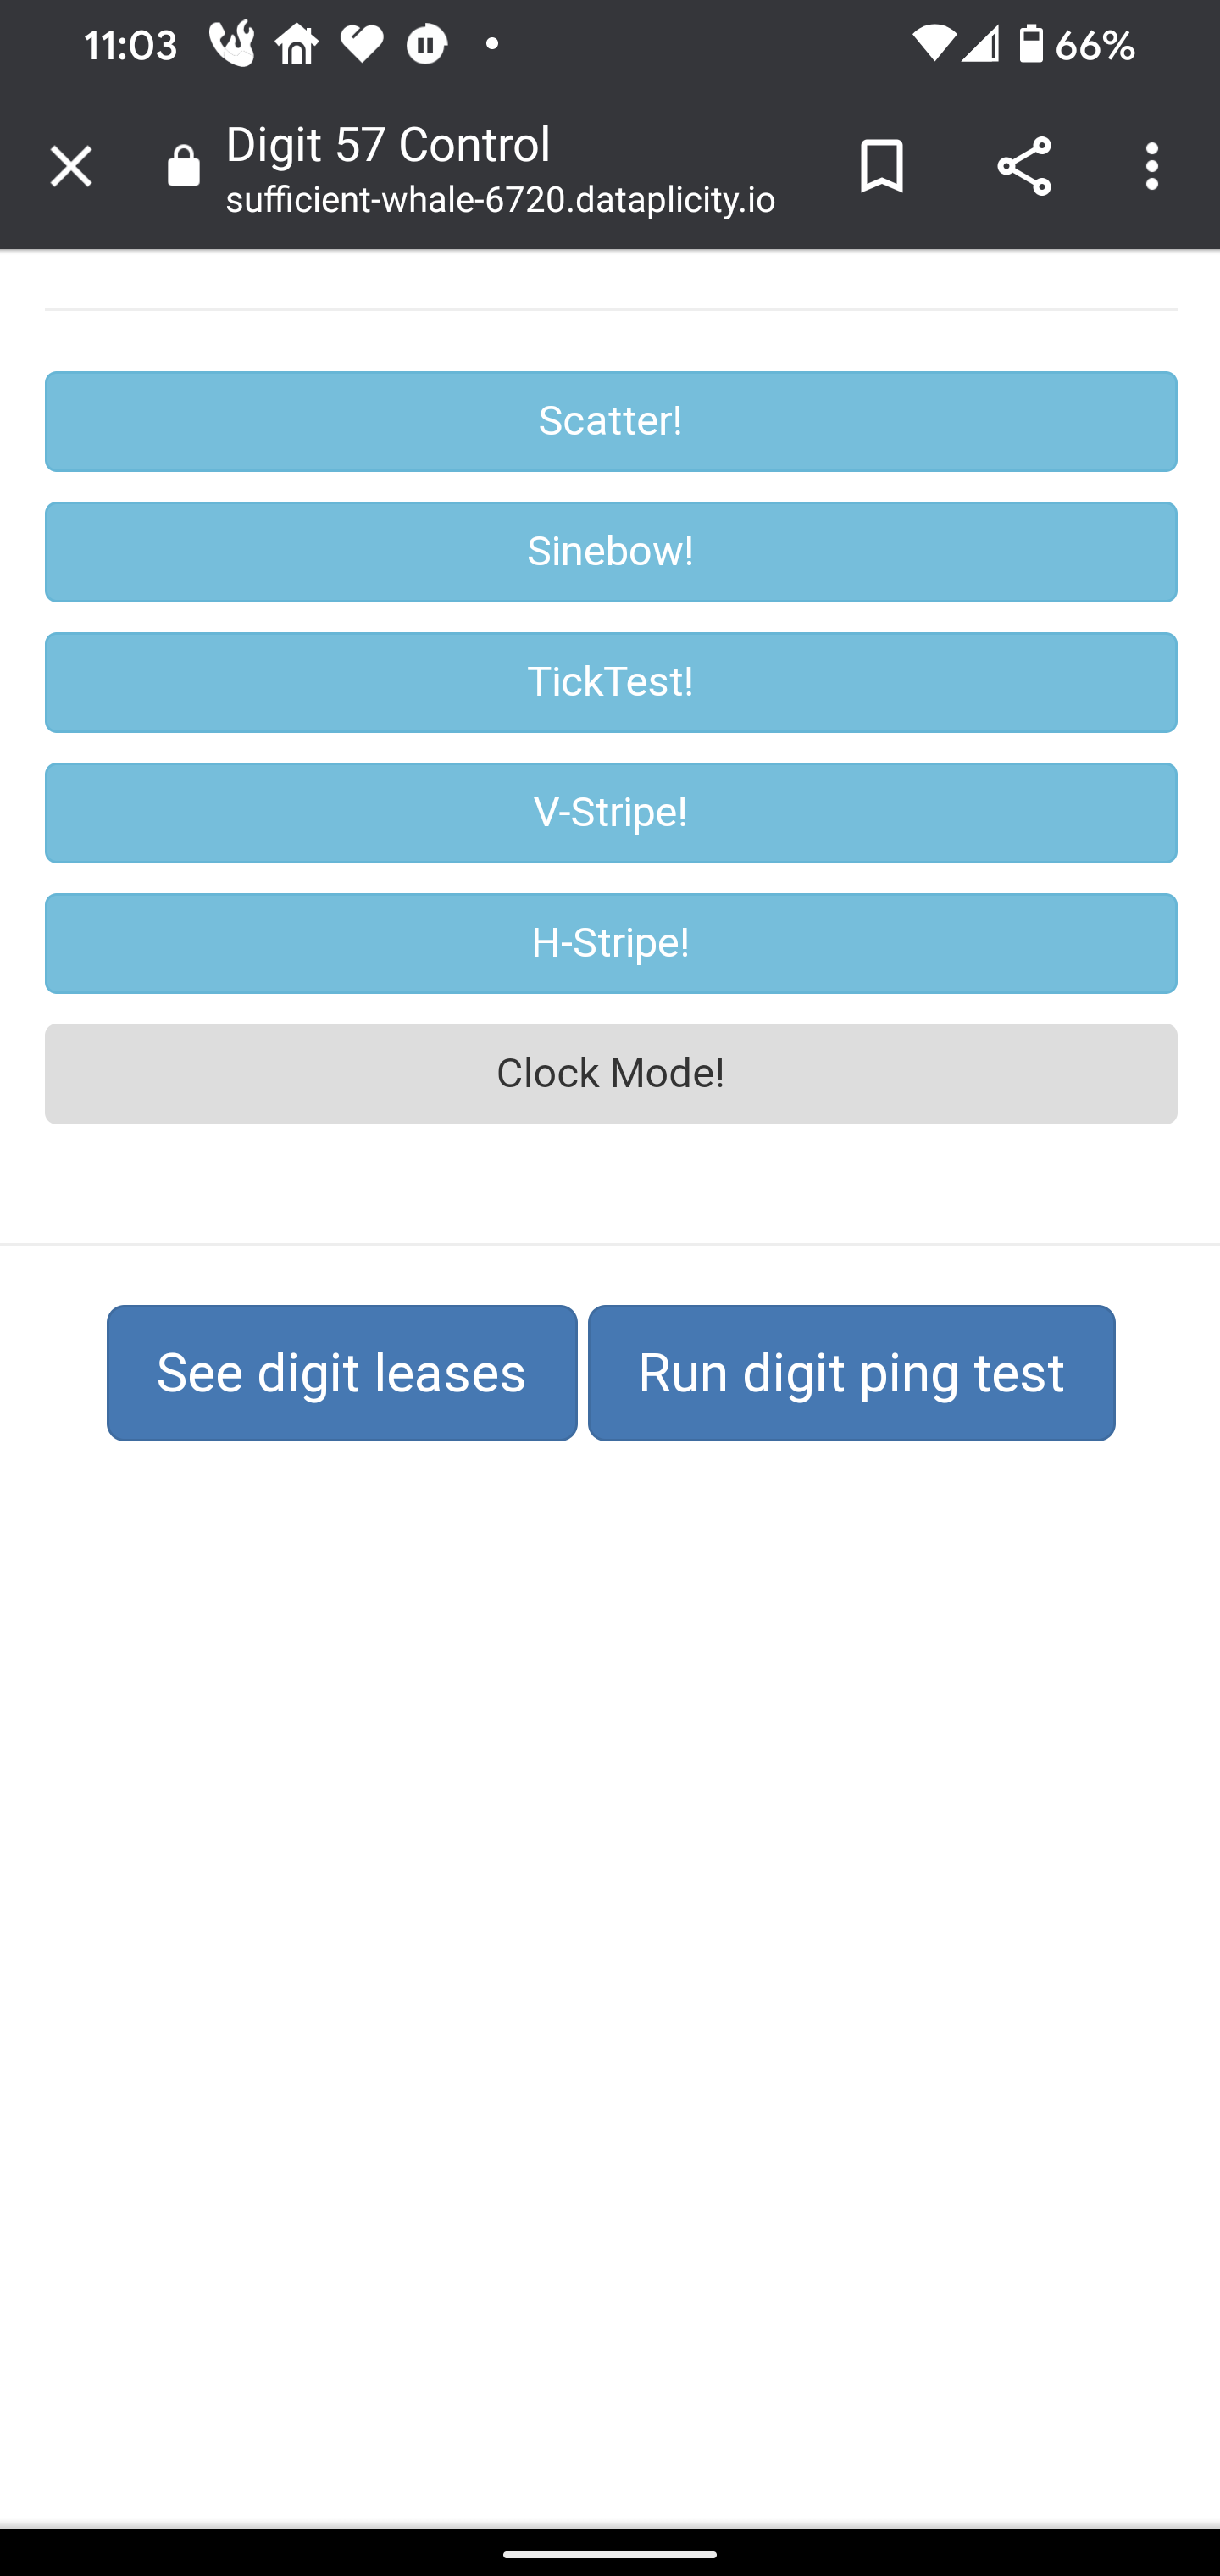 11:03 66%
Digit 57 Control
sufficient-whale-6720.dataplicity.io
Scatter!
Sinebow!
TickTest!
V-Stripe!
H-Stripe!
Clock Mode!
See digit leases Run digit ping test